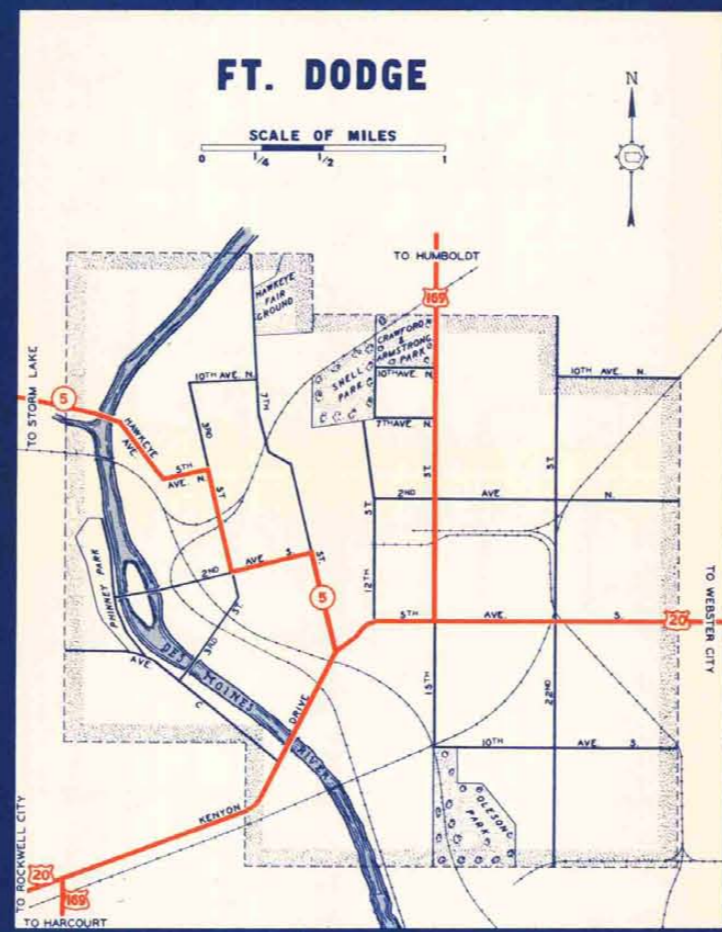 FT. DODGE
SCALE OF MILES
0 1/4 1/2 1
N
TO HUMBOLDT
169
HAWKEYE
FAIR
GROUND
CRAWFORD
&
ARMSTRONG
PARK
SNELL
PARK
10TH AVE. N.
10TH AVE. N.
10TH AVE. N.
TO STORM LAKE
5
HAWKEYE
AVE.
3RD
ST.
7TH
ST.
7TH AVE. N.
5TH
AVE. N.
ST.
ST.
2ND AVE N.
2ND AVE S.
12TH
ST.
PHINNEY PARK
5
5TH AVE. S.
20
TO WEBSTER CITY
3RD ST.
AVE C
DES MOINES RIVER
15TH
22ND
KENYON DRIVE
10TH AVE S.
OLESON
PARK
TO ROCKWELL CITY
20
169
TO HARCOURT